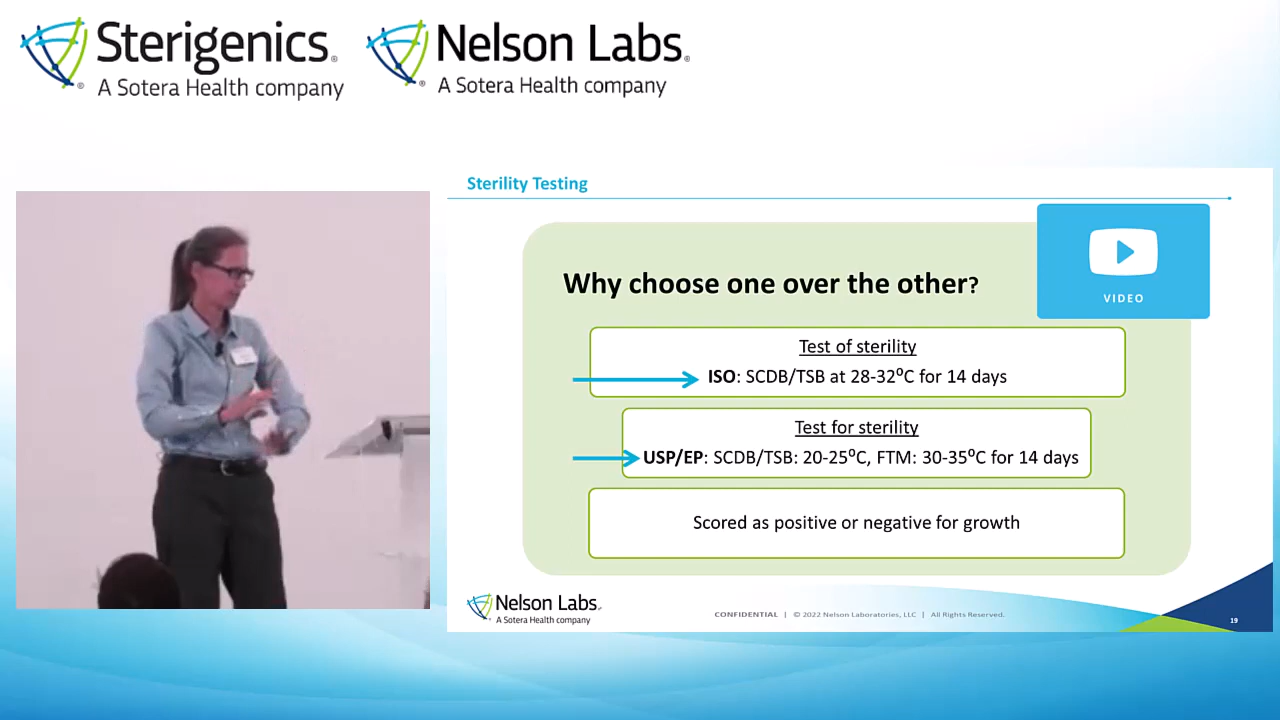 Sterigenics®
A Sotera Health company
Nelson Labs®
A Sotera Health company
Sterility Testing
VIDEO
Why choose one over the other?
Test of sterility
ISO: SCDB/TSB at 28-32⁰C for 14 days
Test for sterility
USP/EP: SCDB/TSB: 20-25⁰C, FTM: 30-35⁰C for 14 days
Scored as positive or negative for growth
Nelson Labs®
A Sotera Health company
CONFIDENTIAL | © 2022 Nelson Laboratories, LLC | All Rights Reserved.
19